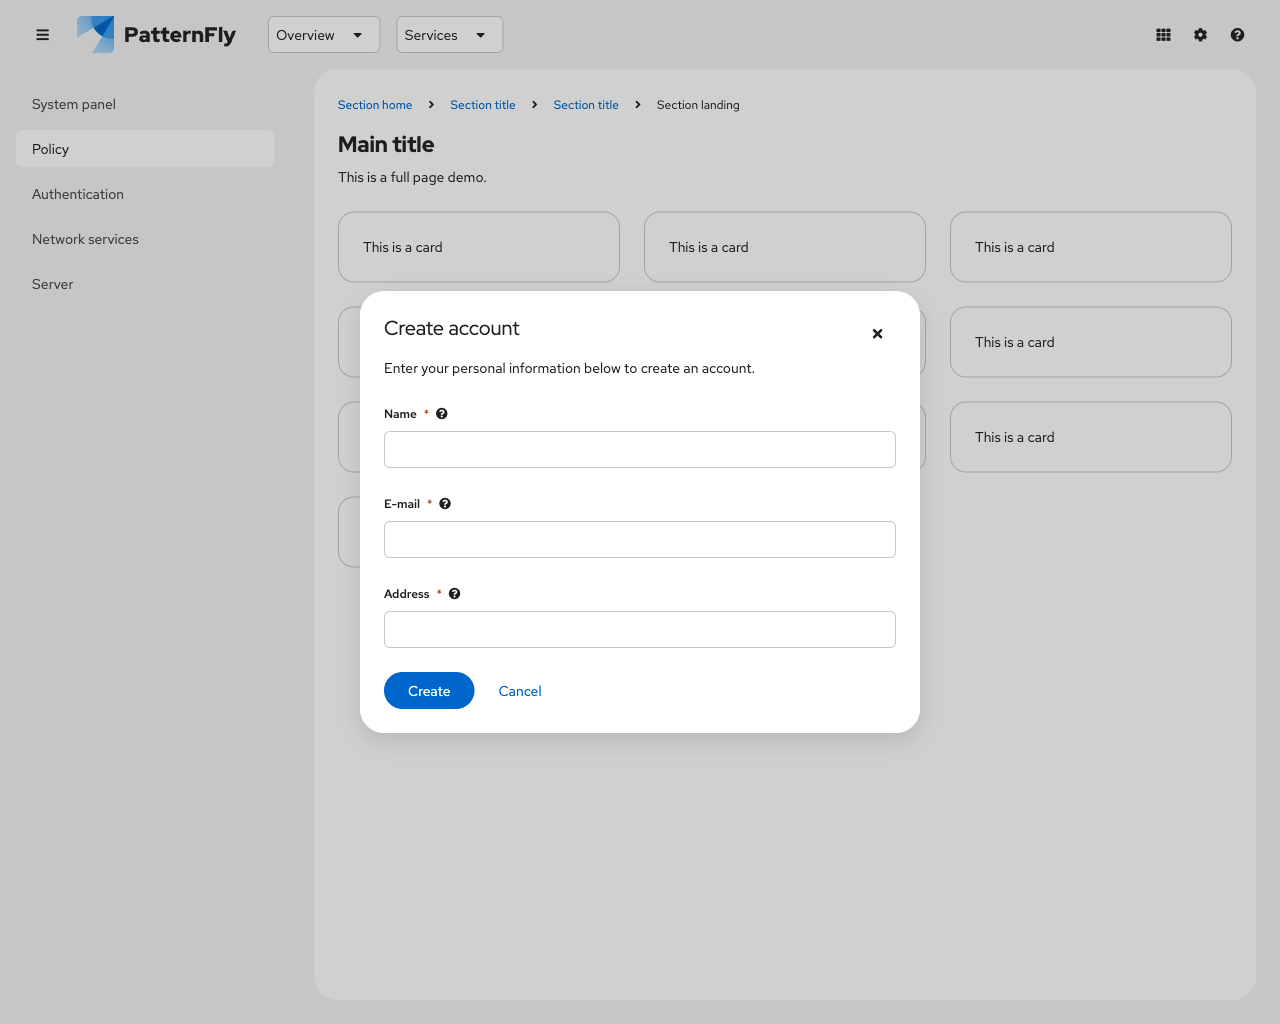 PatternFly
Overview
Services
System panel
Policy
Authentication
Network services
Server
Section home
Section title
Section title
Section landing
Main title
This is a full page demo.
This is a card
This is a card
This is a card
This is a card
This is a card
Create account
Enter your personal information below to create an account.
Name *
E-mail *
Address *
Create
Cancel